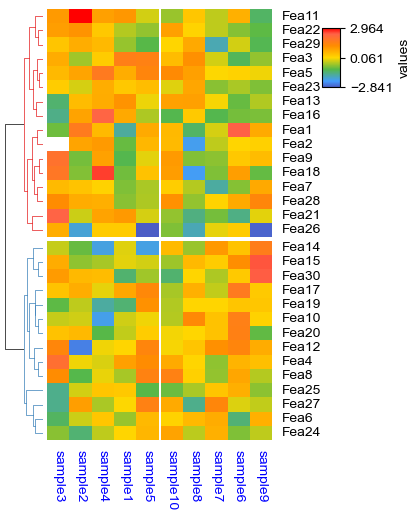 Fea11
Fea22
Fea29
Fea3
Fea5
Fea23
Fea13
Fea16
Fea1
Fea2
Fea9
Fea18
Fea7
Fea28
Fea21
Fea26
Fea14
Fea15
Fea30
Fea17
Fea19
Fea10
Fea20
Fea12
Fea4
Fea8
Fea25
Fea27
Fea6
Fea24
sample3
sample2
sample4
sample1
sample5
sample10
sample8
sample7
sample6
sample9
2.964
0.061
-2.841
values